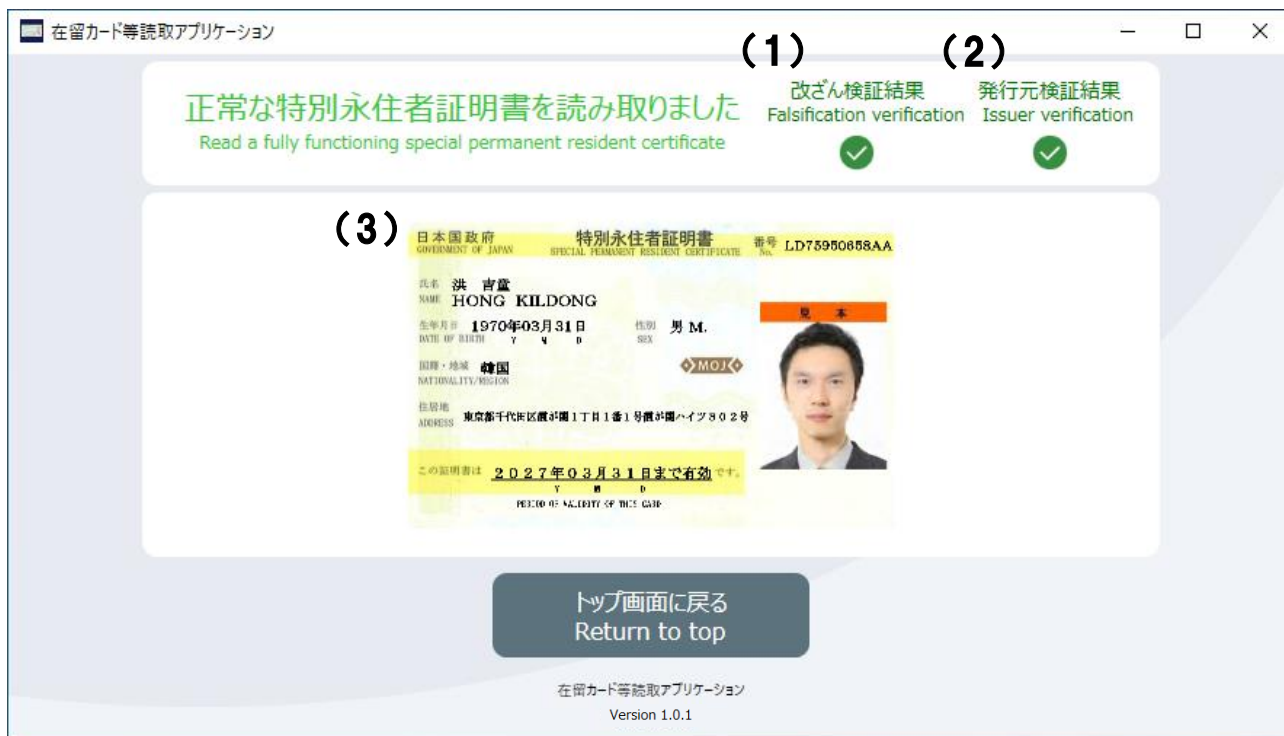 在留カード等読取アプリケーション
（1）
（2）
正常な特別永住者証明書を読み取りました
Read a fully functioning special permanent resident certificate
改ざん検証結果
Falsification verification
発行元検証結果
Issuer verification
（3）
日本国政府
GOVERNMENT OF JAPAN
特別永住者証明書
SPECIAL PERMANENT RESIDENT CERTIFICATE
番号 LD75950658AA
No.
氏名 洪 吉童
NAME HONG KILDONG
生年月日 1970年03月31日 性別 男 M.
DATE OF BIRTH Y M D SEX
国籍・地域 韓国
NATIONALITY/REGION
MOJ
見 本
住居地
ADDRESS 東京都千代田区霞が関1丁目1番1号霞が関ハイツ802号
この証明書は 2027年03月31日まで有効 です。
Y M D
PERIOD OF VALIDITY OF THIS CARD
トップ画面に戻る
Return to top
在留カード等読取アプリケーション
Version 1.0.1